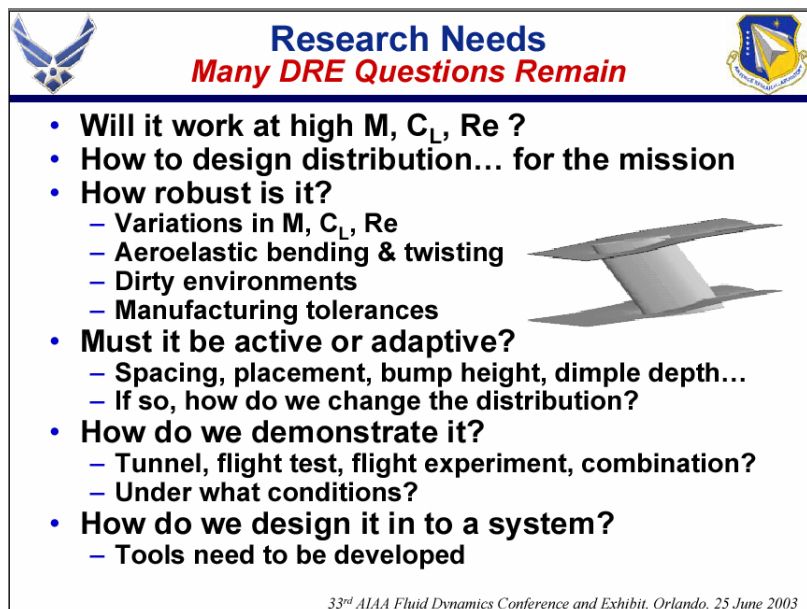 Research Needs
Many DRE Questions Remain
• Will it work at high M, CL, Re ?
• How to design distribution… for the mission
• How robust is it?
– Variations in M, CL, Re
– Aeroelastic bending & twisting
– Dirty environments
– Manufacturing tolerances
• Must it be active or adaptive?
– Spacing, placement, bump height, dimple depth…
– If so, how do we change the distribution?
• How do we demonstrate it?
– Tunnel, flight test, flight experiment, combination?
– Under what conditions?
• How do we design it in to a system?
– Tools need to be developed
33rd AIAA Fluid Dynamics Conference and Exhibit, Orlando, 25 June 2003